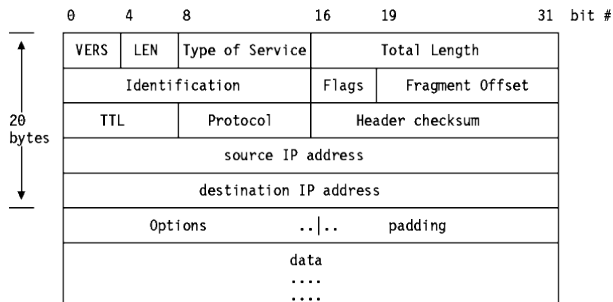 0 4 8 16 19 31 bit #
VERS LEN Type of Service Total Length
Identification Flags Fragment Offset
20
bytes
TTL Protocol Header checksum
source IP address
destination IP address
Options ..|.. padding
data
....
....